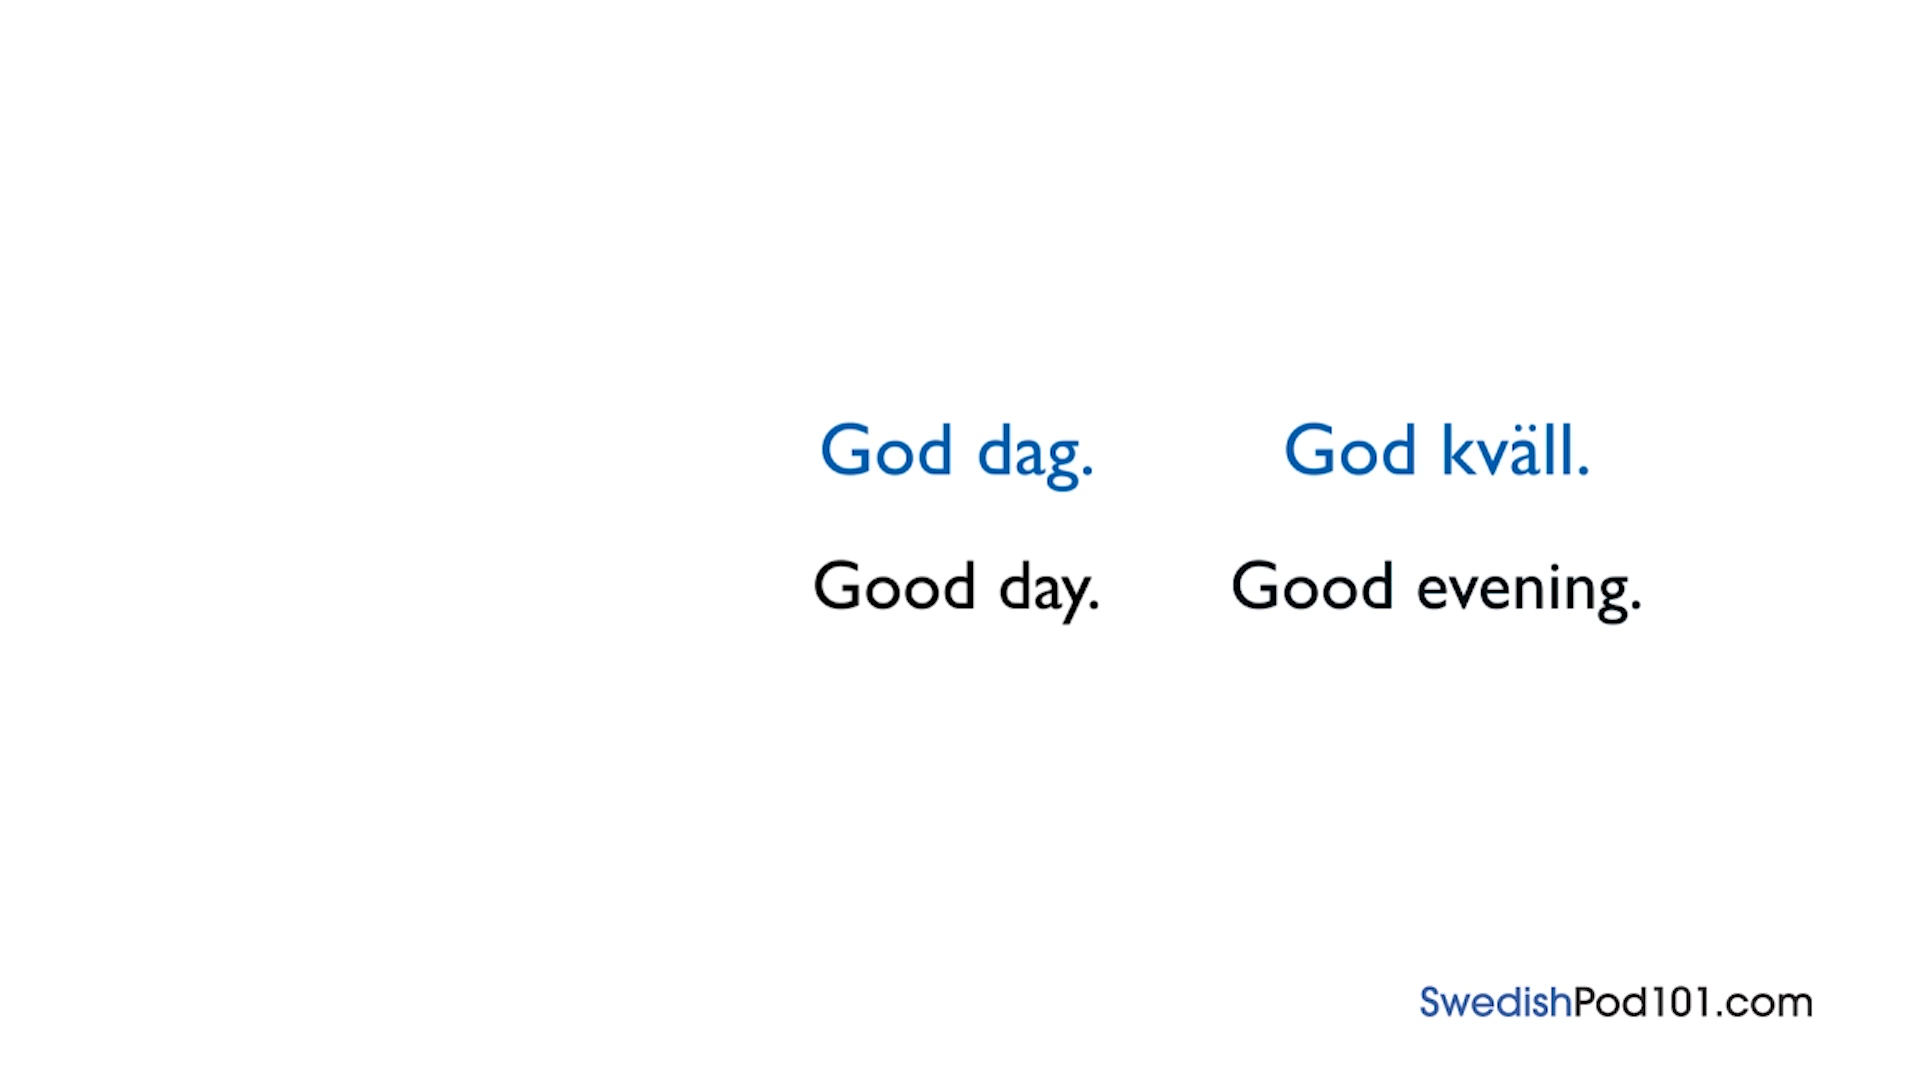 God dag.
God kväll.
Good day.
Good evening.
SwedishPod101.com